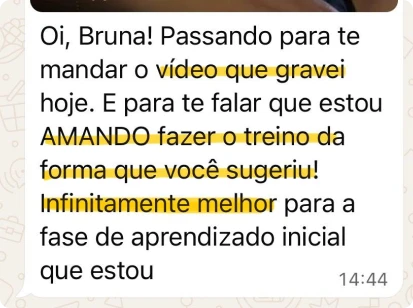 Oi, Bruna! Passando para te
mandar o vídeo que gravei
hoje. E para te falar que estou
AMANDO fazer o treino da
forma que você sugeriu!
Infinitamente melhor para a
fase de aprendizado inicial
que estou
14:44